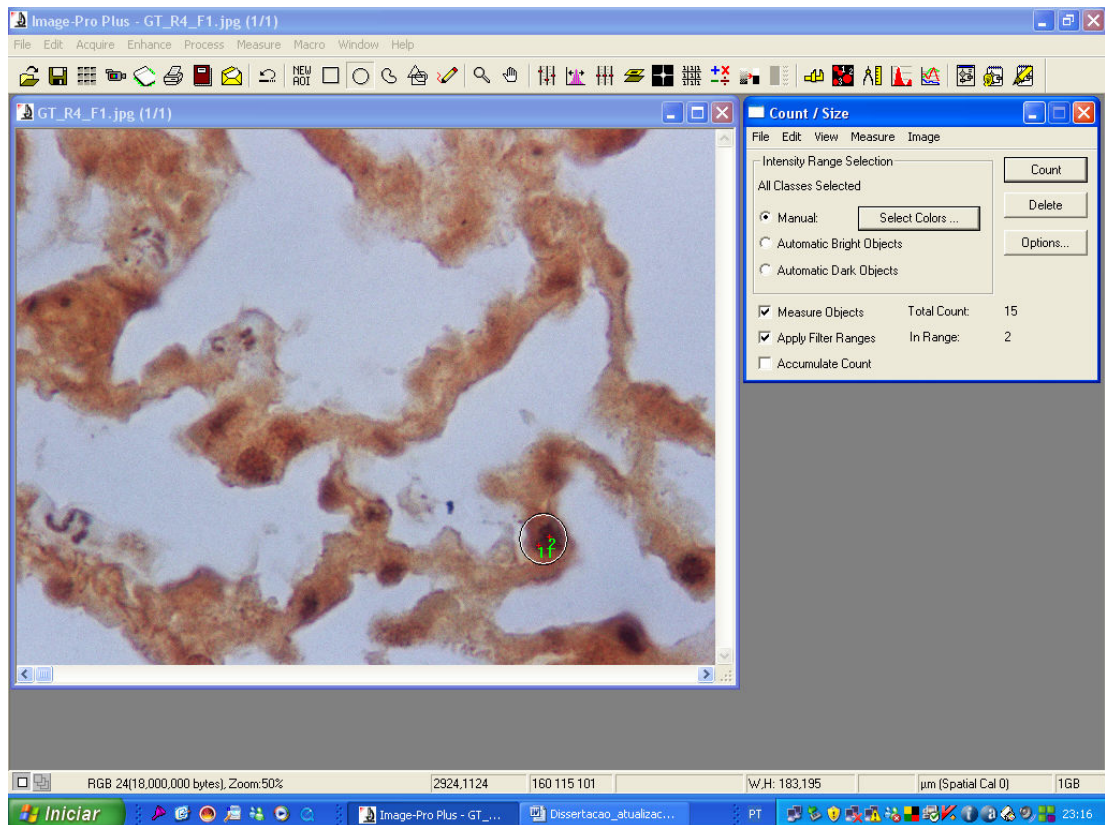 Image-Pro Plus - GT_R4_F1.jpg (1/1)
File Edit Acquire Enhance Process Measure Macro Window Help
NEW
AOI
GT_R4_F1.jpg (1/1)
1
2
Count / Size
File Edit View Measure Image
Intensity Range Selection
All Classes Selected
Manual: Select Colors ...
Automatic Bright Objects
Automatic Dark Objects
Count
Delete
Options...
Measure Objects Total Count: 15
Apply Filter Ranges In Range: 2
Accumulate Count
RGB 24(18,000,000 bytes), Zoom:50% 2924,1124 160 115 101 W,H: 183,195 µm (Spatial Cal 0) 1GB
Iniciar Image-Pro Plus - GT_... Dissertacao_atualizac... PT 23:16